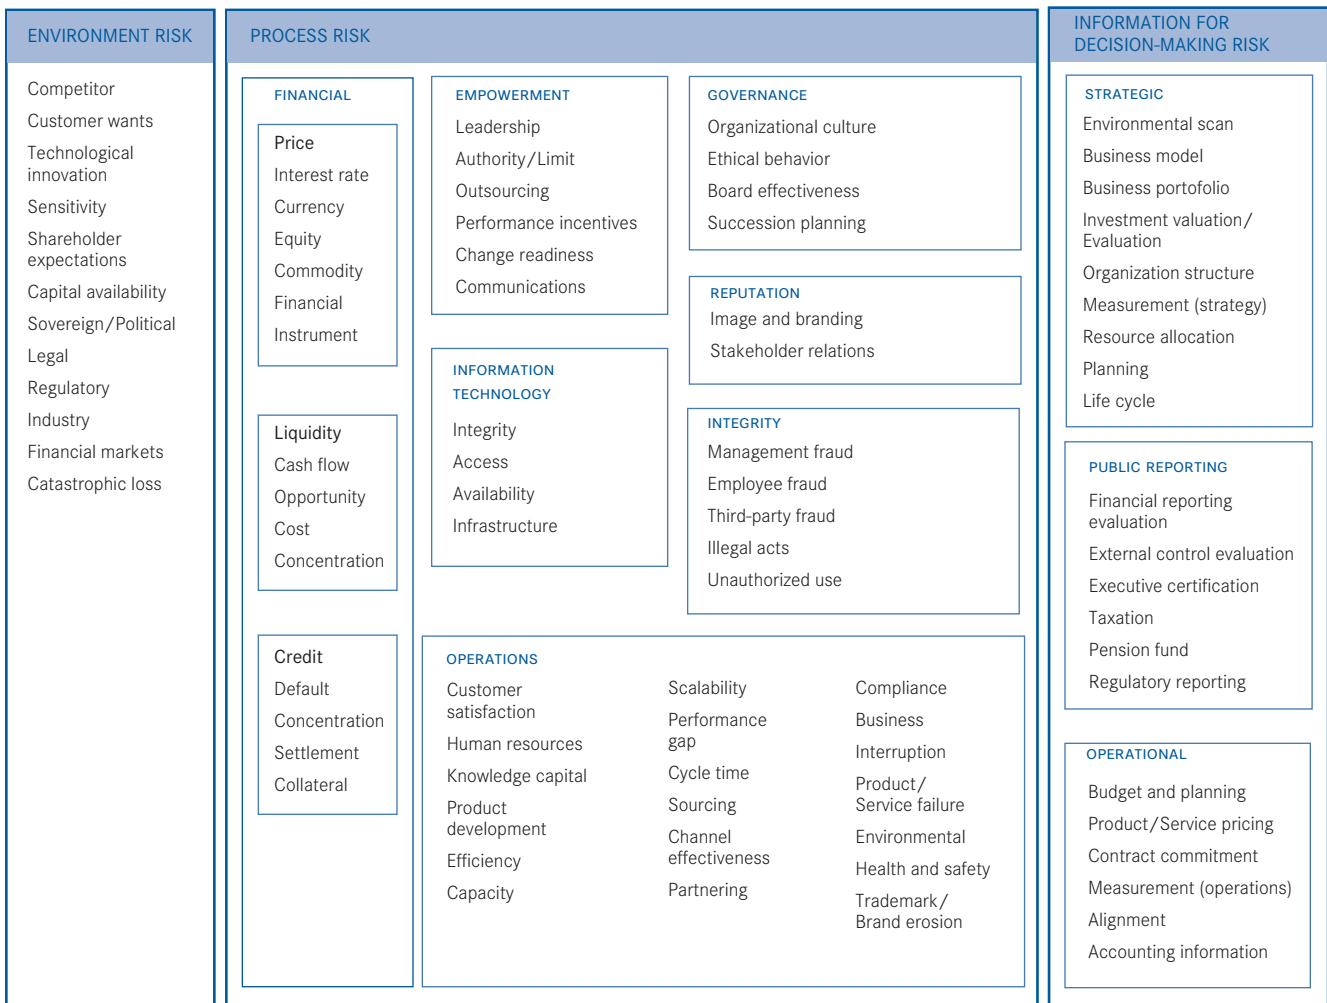 ENVIRONMENT RISK
Competitor
Customer wants
Technological
innovation
Sensitivity
Shareholder
expectations
Capital availability
Sovereign/Political
Legal
Regulatory
Industry
Financial markets
Catastrophic loss
PROCESS RISK
FINANCIAL
Price
Interest rate
Currency
Equity
Commodity
Financial
Instrument
Liquidity
Cash flow
Opportunity
Cost
Concentration
Credit
Default
Concentration
Settlement
Collateral
EMPOWERMENT
Leadership
Authority/Limit
Outsourcing
Performance incentives
Change readiness
Communications
INFORMATION
TECHNOLOGY
Integrity
Access
Availability
Infrastructure
GOVERNANCE
Organizational culture
Ethical behavior
Board effectiveness
Succession planning
REPUTATION
Image and branding
Stakeholder relations
INTEGRITY
Management fraud
Employee fraud
Third-party fraud
Illegal acts
Unauthorized use
OPERATIONS
Customer
satisfaction
Human resources
Knowledge capital
Product
development
Efficiency
Capacity
Scalability
Performance
gap
Cycle time
Sourcing
Channel
effectiveness
Partnering
Compliance
Business
Interruption
Product/
Service failure
Environmental
Health and safety
Trademark/
Brand erosion
INFORMATION FOR
DECISION-MAKING RISK
STRATEGIC
Environmental scan
Business model
Business portofolio
Investment valuation/
Evaluation
Organization structure
Measurement (strategy)
Resource allocation
Planning
Life cycle
PUBLIC REPORTING
Financial reporting
evaluation
External control evaluation
Executive certification
Taxation
Pension fund
Regulatory reporting
OPERATIONAL
Budget and planning
Product/Service pricing
Contract commitment
Measurement (operations)
Alignment
Accounting information